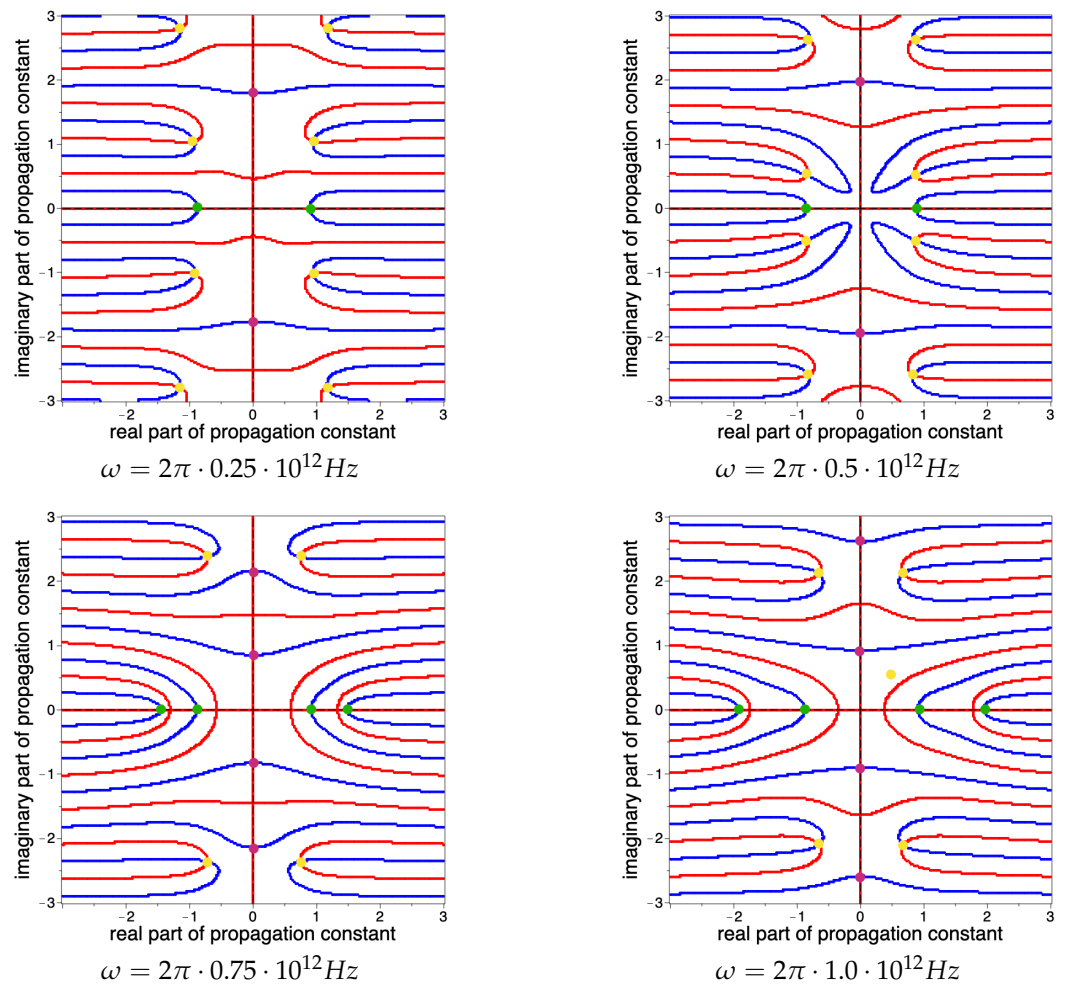 3
2
1
0
−1
−2
−3
−2 −1 0 1 2 3
imaginary part of propagation constant
real part of propagation constant
ω = 2π · 0.25 · 10¹²Hz
3
2
1
0
−1
−2
−3
−2 −1 0 1 2 3
imaginary part of propagation constant
real part of propagation constant
ω = 2π · 0.5 · 10¹²Hz
3
2
1
0
−1
−2
−3
−2 −1 0 1 2 3
imaginary part of propagation constant
real part of propagation constant
ω = 2π · 0.75 · 10¹²Hz
3
2
1
0
−1
−2
−3
−2 −1 0 1 2 3
imaginary part of propagation constant
real part of propagation constant
ω = 2π · 1.0 · 10¹²Hz